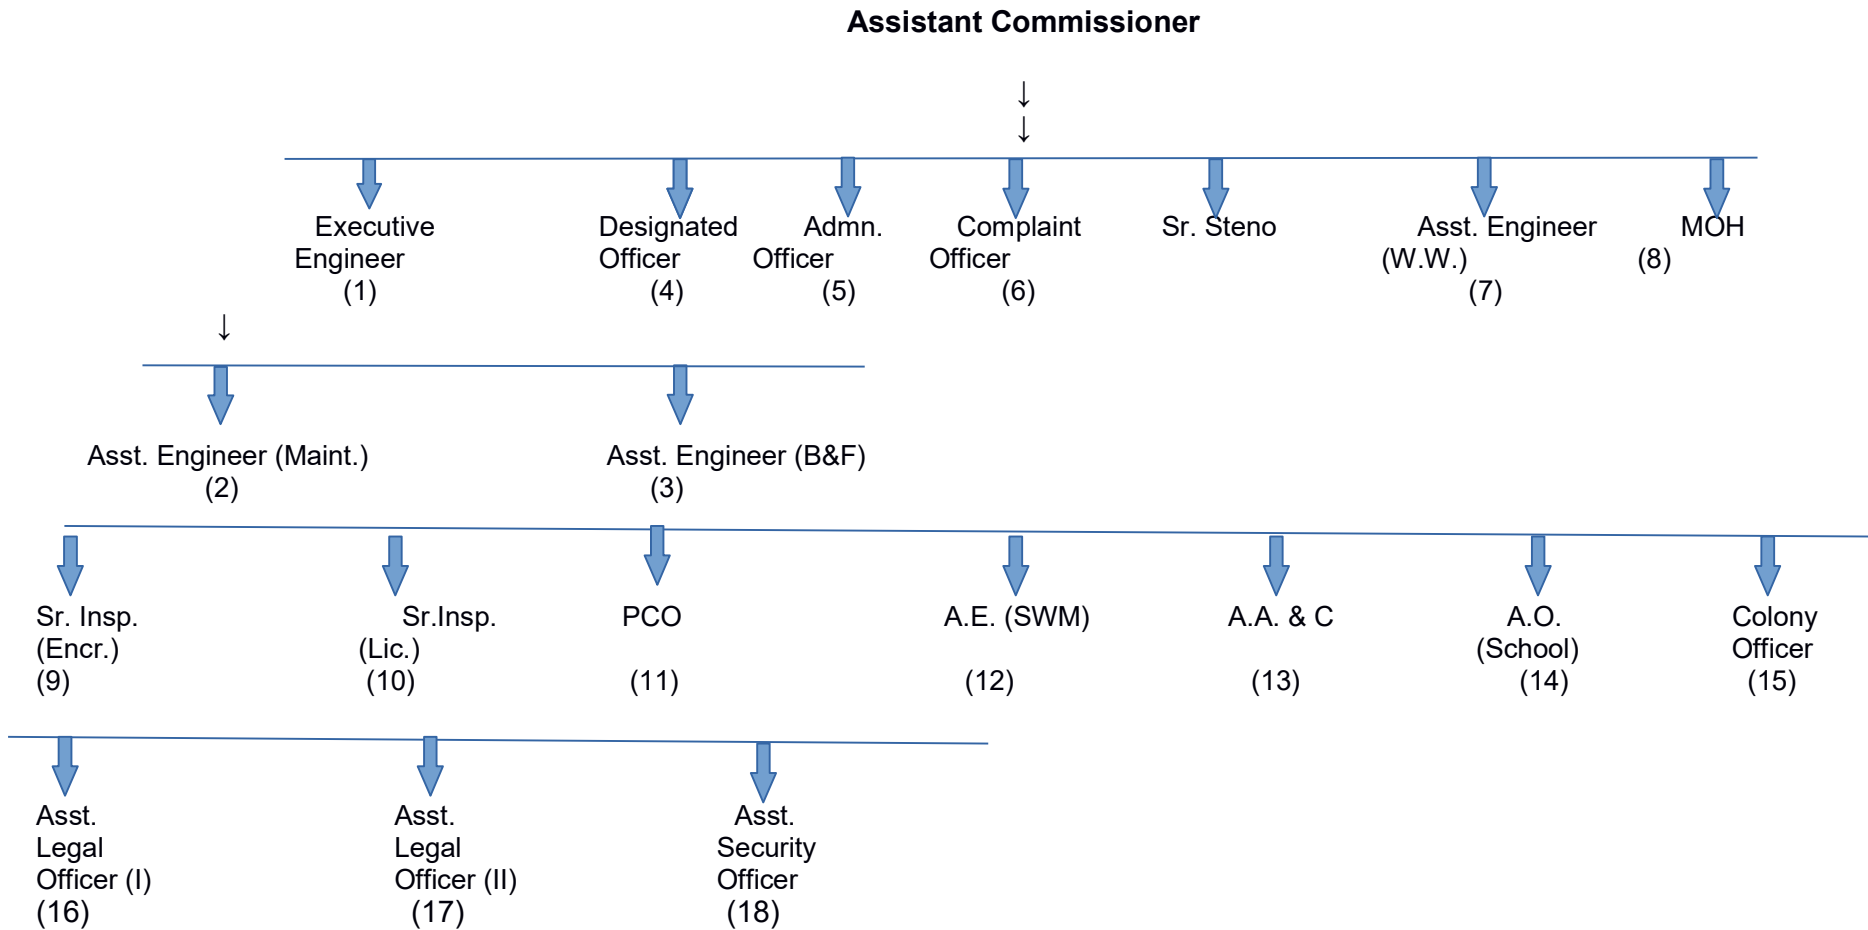 Assistant Commissioner
↓
↓
Executive Designated Admn. Complaint Sr. Steno Asst. Engineer MOH
Engineer Officer Officer Officer (W.W.) (8)
(1) (4) (5) (6) (7)
↓
Asst. Engineer (Maint.) Asst. Engineer (B&F)
(2) (3)
Sr. Insp. Sr.Insp. PCO A.E. (SWM) A.A. & C A.O. Colony
(Encr.) (Lic.) (School) Officer
(9) (10) (11) (12) (13) (14) (15)
Asst. Asst. Asst.
Legal Legal Security
Officer (I) Officer (II) Officer
(16) (17) (18)